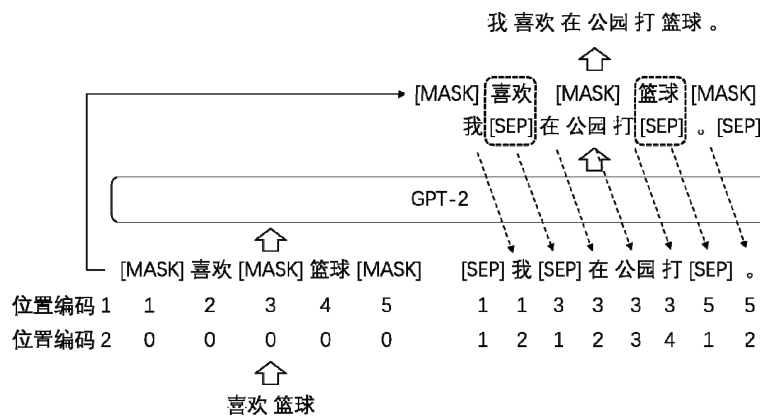 我 喜欢 在 公园 打 篮球 。
[MASK] 喜欢 [MASK] 篮球 [MASK]
我 [SEP] 在 公园 打 [SEP] 。 [SEP]
GPT-2
[MASK] 喜欢 [MASK] 篮球 [MASK] [SEP] 我 [SEP] 在 公园 打 [SEP] 。
位置编码 1 1 2 3 4 5 1 1 3 3 3 3 5 5
位置编码 2 0 0 0 0 0 1 2 1 2 3 4 1 2
喜欢 篮球